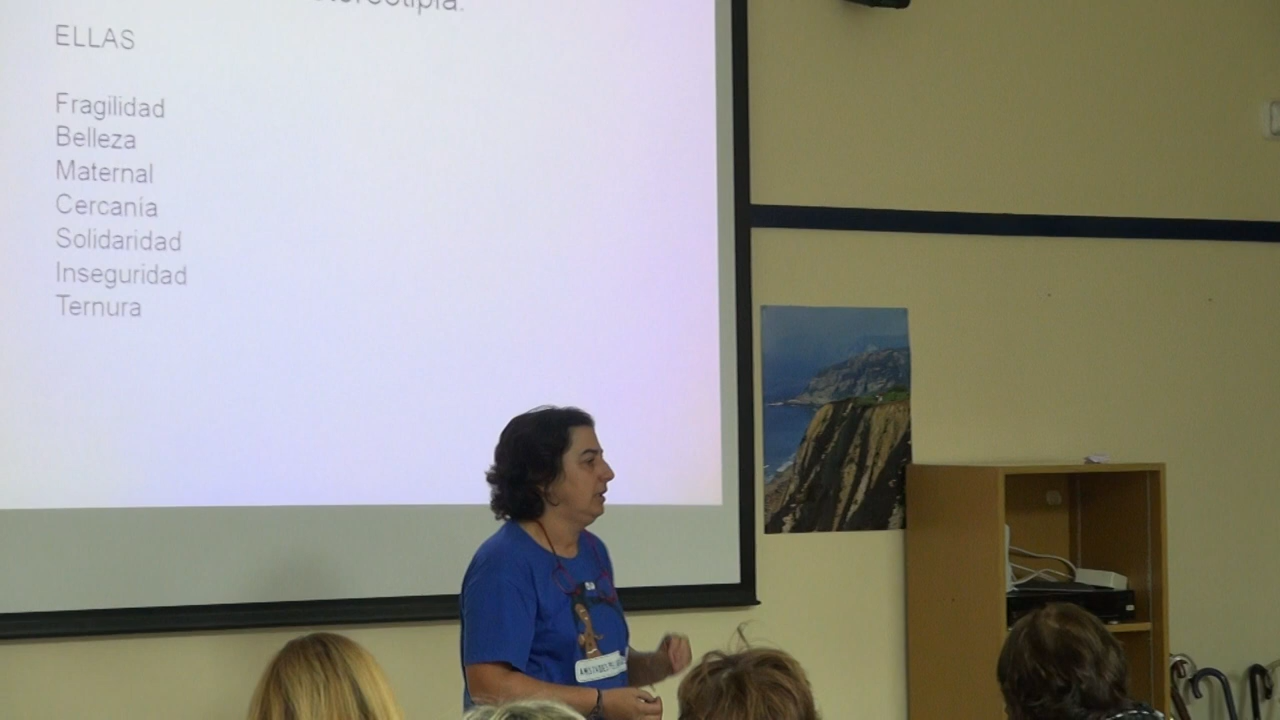 ELLAS
Fragilidad
Belleza
Maternal
Cercanía
Solidaridad
Inseguridad
Ternura